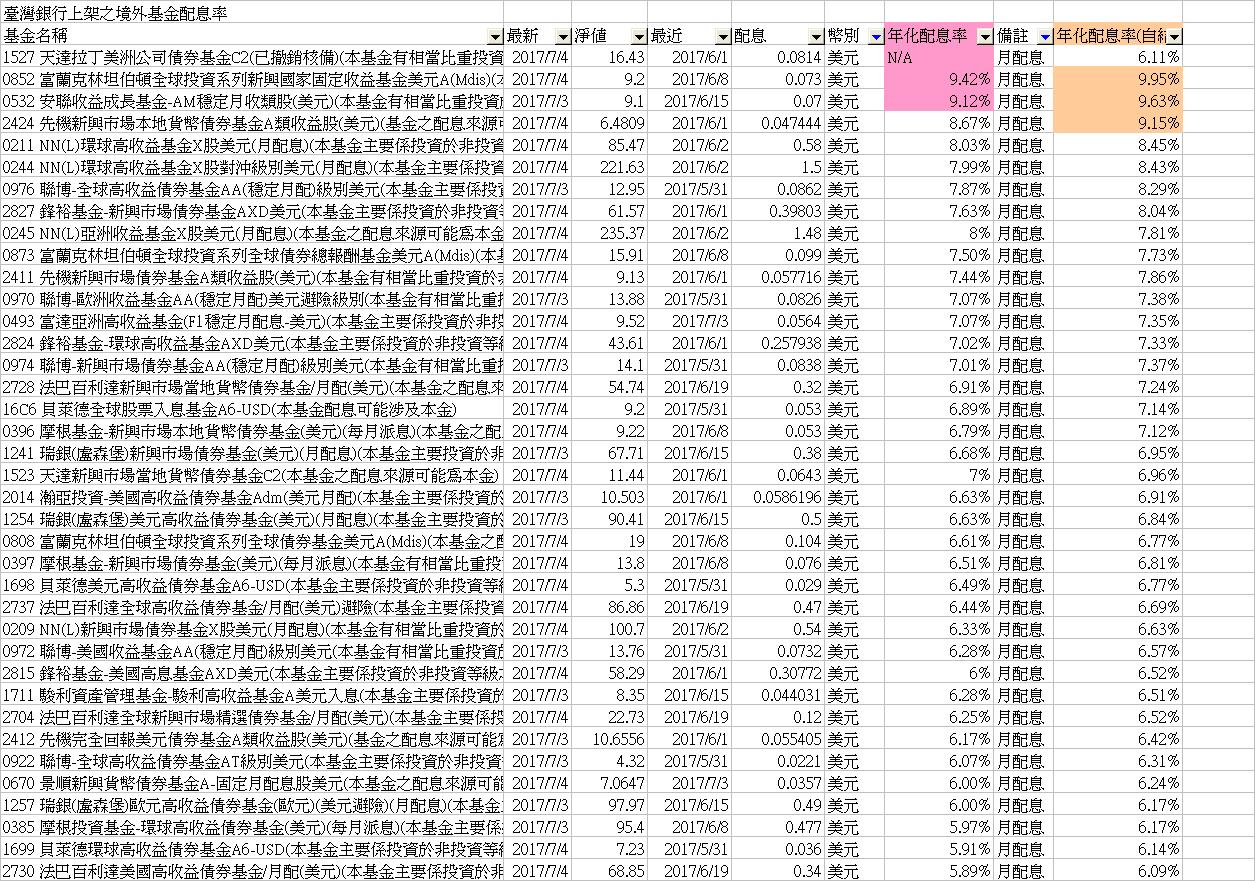 臺灣銀行上架之境外基金配息率
基金名稱 最新 淨值 最近 配息 幣別 年化配息率 備註 年化配息率(自
1527 天達拉丁美洲公司債券基金C2(已撤銷核備)(本基金有相當比重投資 2017/7/4 16.43 2017/6/1 0.0814 美元 N/A 月配息 6.11%
0852 富蘭克林坦伯頓全球投資系列新興國家固定收益基金美元A(Mdis)(本 2017/7/4 9.2 2017/6/8 0.073 美元 9.42% 月配息 9.95%
0532 安聯收益成長基金-AM穩定月收類股(美元)(本基金有相當比重投資 2017/7/3 9.1 2017/6/15 0.07 美元 9.12% 月配息 9.63%
2424 先機新興市場本地貨幣債券基金A類收益股(美元)(基金之配息來源可 2017/7/3 6.4809 2017/6/1 0.047444 美元 8.67% 月配息 9.15%
0211 NN(L)環球高收益基金X股美元(月配息)(本基金主要係投資於非投資 2017/7/4 85.47 2017/6/2 0.58 美元 8.03% 月配息 8.45%
0244 NN(L)環球高收益基金X股對沖級別美元(月配息)(本基金主要係投資 2017/7/4 221.63 2017/6/2 1.5 美元 7.99% 月配息 8.43%
0976 聯博-全球高收益債券基金AA(穩定月配)級別美元(本基金主要係投資 2017/7/3 12.95 2017/5/31 0.0862 美元 7.87% 月配息 8.29%
2827 鋒裕基金-新興市場債券基金AXD美元(本基金主要係投資於非投資 2017/7/4 61.57 2017/6/1 0.39803 美元 7.63% 月配息 8.04%
0245 NN(L)亞洲收益基金X股美元(月配息)(本基金之配息來源可能為本金 2017/7/4 235.37 2017/6/2 1.48 美元 8% 月配息 7.81%
0873 富蘭克林坦伯頓全球投資系列全球債券總報酬基金美元A(Mdis)(本 2017/7/4 15.91 2017/6/8 0.099 美元 7.50% 月配息 7.73%
2411 先機新興市場債券基金A類收益股(美元)(本基金有相當比重投資於 2017/7/3 9.13 2017/6/1 0.057716 美元 7.44% 月配息 7.86%
0970 聯博-歐洲收益基金AA(穩定月配)美元避險級別(本基金有相當比重 2017/7/3 13.88 2017/5/31 0.0826 美元 7.07% 月配息 7.38%
0493 富達亞洲高收益基金(F1穩定月配息-美元)(本基金主要係投資於非投 2017/7/4 9.52 2017/7/3 0.0564 美元 7.07% 月配息 7.35%
2824 鋒裕基金-環球高收益基金AXD美元(本基金主要係投資於非投資等級 2017/7/4 43.61 2017/6/1 0.257938 美元 7.02% 月配息 7.33%
0974 聯博-新興市場債券基金AA(穩定月配)級別美元(本基金有相當比重投 2017/7/3 14.1 2017/5/31 0.0838 美元 7.01% 月配息 7.37%
2728 法巴百利達新興市場當地貨幣債券基金/月配(美元)(本基金之配息來 2017/7/4 54.74 2017/6/19 0.32 美元 6.91% 月配息 7.24%
16C6 貝萊德全球股票入息基金A6-USD(本基金配息可能涉及本金) 2017/7/4 9.2 2017/5/31 0.053 美元 6.89% 月配息 7.14%
0396 摩根基金-新興市場本地貨幣債券基金(美元)(每月派息)(本基金之配 2017/7/4 9.22 2017/6/8 0.053 美元 6.79% 月配息 7.12%
1241 瑞銀(盧森堡)新興市場債券基金(美元)(月配息)(本基金主要係投資於 2017/7/3 67.71 2017/6/15 0.38 美元 6.68% 月配息 6.95%
1523 天達新興市場當地貨幣債券基金C2(本基金之配息來源可能為本金) 2017/7/4 11.44 2017/6/1 0.0643 美元 7% 月配息 6.96%
2014 瀚亞投資-美國高收益債券基金Adm(美元月配)(本基金主要係投資於 2017/7/3 10.503 2017/6/1 0.0586196 美元 6.63% 月配息 6.91%
1254 瑞銀(盧森堡)美元高收益債券基金(美元)(月配息)(本基金主要投資於 2017/7/3 90.41 2017/6/15 0.5 美元 6.63% 月配息 6.84%
0808 富蘭克林坦伯頓全球投資系列全球債券基金美元A(Mdis)(本基金之 2017/7/4 19 2017/6/8 0.104 美元 6.61% 月配息 6.77%
0397 摩根基金-新興市場債券基金(美元)(每月派息)(本基金有相當比重投 2017/7/4 13.8 2017/6/8 0.076 美元 6.51% 月配息 6.81%
1698 貝萊德美元高收益債券基金A6-USD(本基金主要係投資於非投資等級 2017/7/4 5.3 2017/5/31 0.029 美元 6.49% 月配息 6.77%
2737 法巴百利達全球高收益債券基金/月配(美元)避險(本基金主要係投資 2017/7/4 86.86 2017/6/19 0.47 美元 6.44% 月配息 6.69%
0209 NN(L)新興市場債券基金X股美元(月配息)(本基金有相當比重投資於 2017/7/4 100.7 2017/6/2 0.54 美元 6.33% 月配息 6.63%
0972 聯博-美國收益基金AA(穩定月配)級別美元(本基金有相當比重投資於 2017/7/3 13.76 2017/5/31 0.0732 美元 6.28% 月配息 6.57%
2815 鋒裕基金-美國高息基金AXD美元(本基金主要係投資於非投資等級 2017/7/4 58.29 2017/6/1 0.30772 美元 6% 月配息 6.52%
1711 駿利資產管理基金-駿利高收益基金A美元入息(本基金主要係投資於 2017/7/3 8.35 2017/6/15 0.044031 美元 6.28% 月配息 6.51%
2704 法巴百利達全球新興市場精選債券基金/月配(美元)(本基金主要係投 2017/7/4 22.73 2017/6/19 0.12 美元 6.25% 月配息 6.52%
2412 先機完全回報美元債券基金A類收益股(美元)(基金之配息來源可能 2017/7/3 10.6556 2017/6/1 0.055405 美元 6.17% 月配息 6.42%
0922 聯博-全球高收益債券基金AT級別美元(本基金主要係投資於非投資 2017/7/3 4.32 2017/5/31 0.0221 美元 6.07% 月配息 6.31%
0670 景順新興貨幣債券基金A-固定月配息股美元(本基金之配息來源可能 2017/7/4 7.0647 2017/7/3 0.0357 美元 6.00% 月配息 6.24%
1257 瑞銀(盧森堡)歐元高收益債券基金(歐元)(美元避險)(月配息)(本基金 2017/7/3 97.97 2017/6/15 0.49 美元 6.00% 月配息 6.17%
0385 摩根投資基金-環球高收益債券基金(美元)(每月派息)(本基金主要係 2017/7/3 95.4 2017/6/8 0.477 美元 5.97% 月配息 6.17%
1699 貝萊德環球高收益債券基金A6-USD(本基金主要係投資於非投資等級 2017/7/4 7.23 2017/5/31 0.036 美元 5.91% 月配息 6.14%
2730 法巴百利達美國高收益債券基金/月配(美元)(本基金主要係投資於非 2017/7/4 68.85 2017/6/19 0.34 美元 5.89% 月配息 6.09%